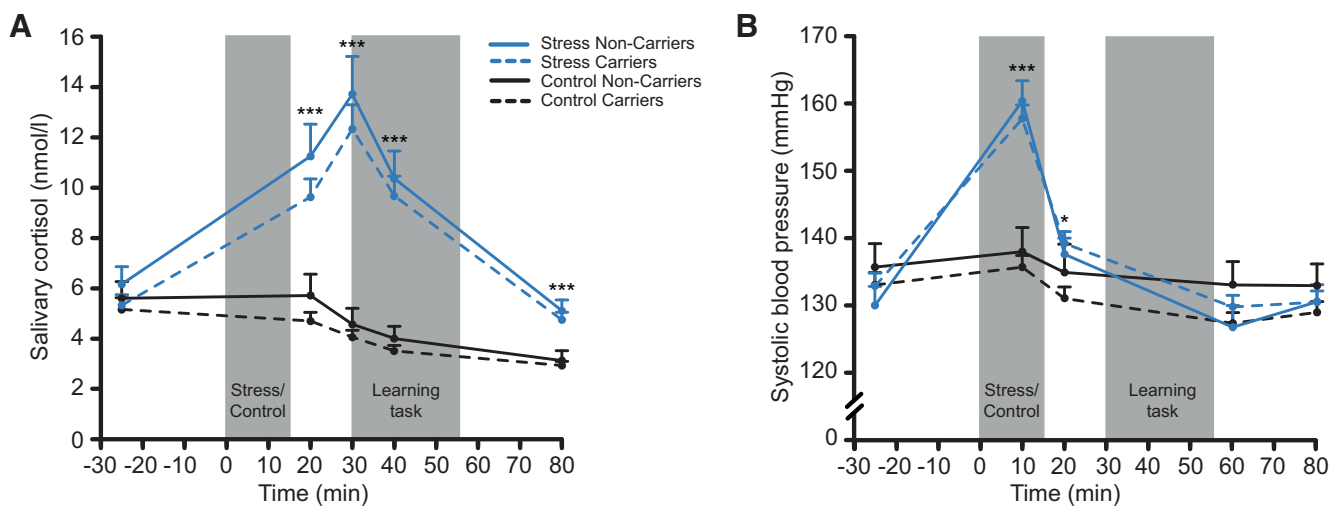 A
Salivary cortisol (nmol/l)
16
14
12
10
8
6
4
2
0
-30 -20 -10 0 10 20 30 40 50 60 70 80
Time (min)
***
***
***
***
Stress/
Control
Learning
task
Stress Non-Carriers
Stress Carriers
Control Non-Carriers
Control Carriers
B
Systolic blood pressure (mmHg)
170
160
150
140
130
120
0
-30 -20 -10 0 10 20 30 40 50 60 70 80
Time (min)
***
*
Stress/
Control
Learning
task